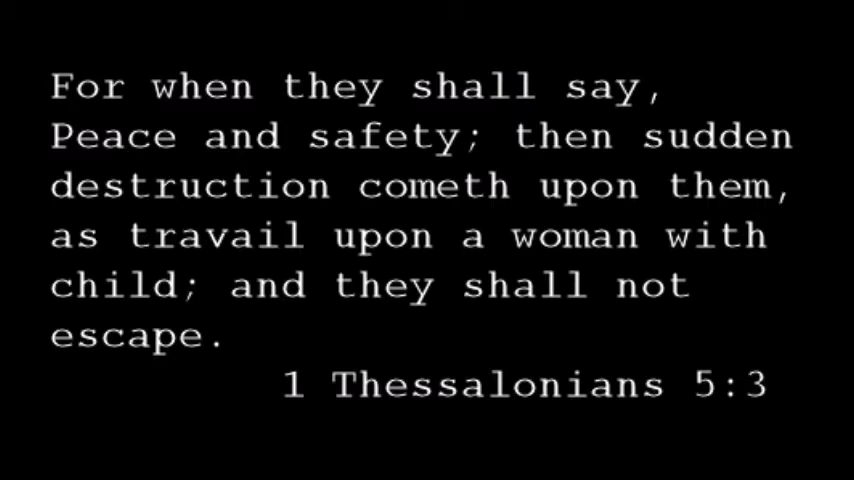 For when they shall say,
Peace and safety; then sudden
destruction cometh upon them,
as travail upon a woman with
child; and they shall not
escape.
1 Thessalonians 5:3